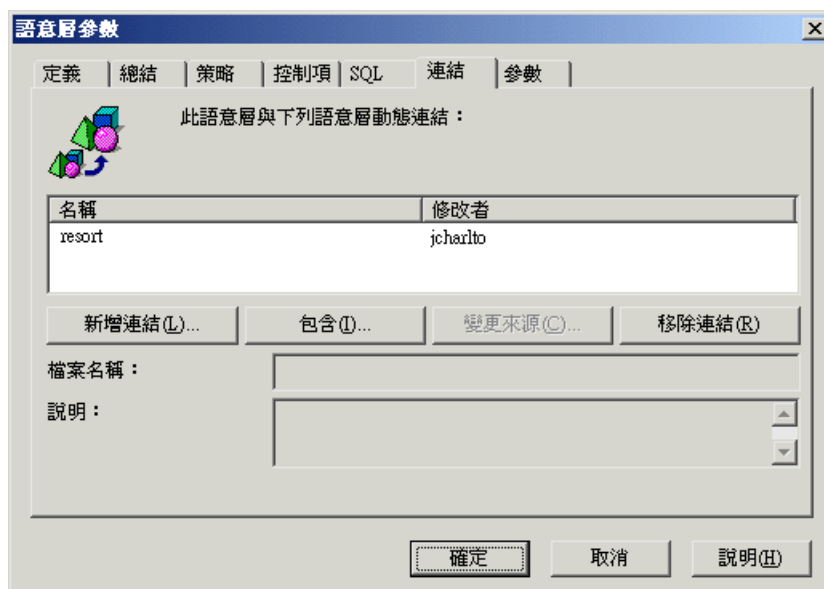 語意層參數
定義 總結 策略 控制項 SQL 連結 參數
此語意層與下列語意層動態連結：
名稱 修改者
resort jcharlto
新增連結(L)... 包含(I)... 變更來源(C)... 移除連結(R)
檔案名稱：
說明：
確定 取消 說明(H)